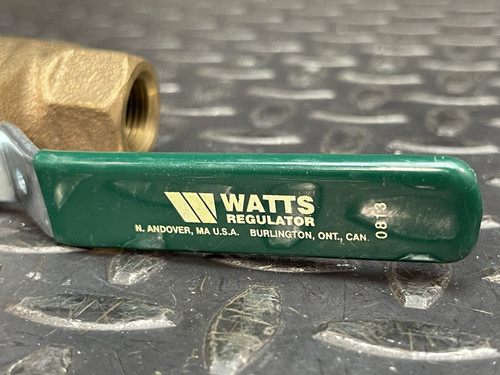 WATTS
REGULATOR
N. ANDOVER, MA U.S.A. BURLINGTON, ONT., CAN.
0813